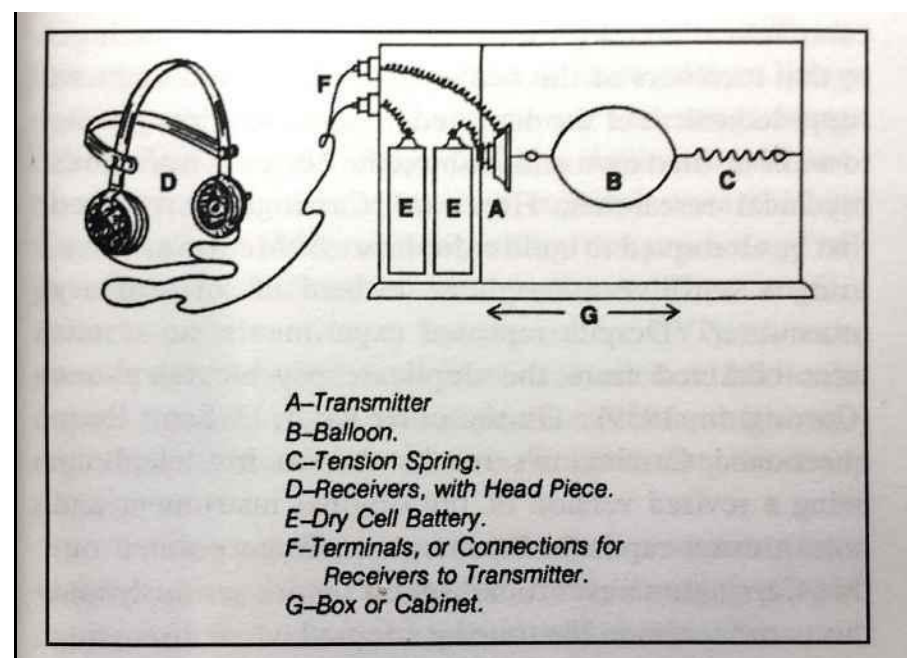 F
D
E
E
A
B
C
G
A–Transmitter
B–Balloon.
C–Tension Spring.
D–Receivers, with Head Piece.
E–Dry Cell Battery.
F–Terminals, or Connections for
Receivers to Transmitter.
G–Box or Cabinet.